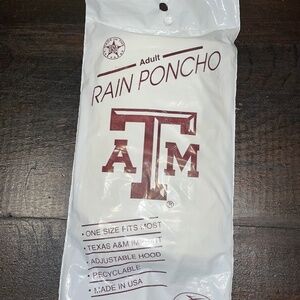 Adult
RAIN PONCHO
ATM
®
• ONE SIZE FITS MOST
• TEXAS A&M IMPRINT
• ADJUSTABLE HOOD
• RECYCLABLE
• MADE IN USA